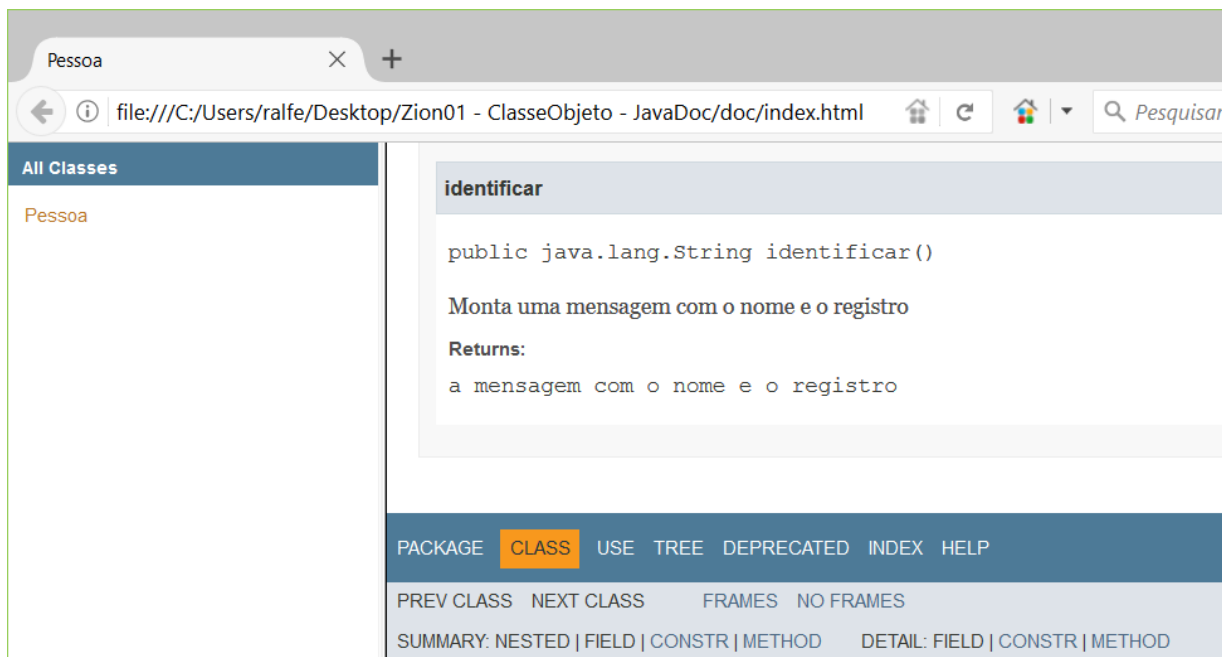 Pessoa
file:///C:/Users/ralfe/Desktop/Zion01 - ClasseObjeto - JavaDoc/doc/index.html
Pesquisar
All Classes
Pessoa
identificar
public java.lang.String identificar()
Monta uma mensagem com o nome e o registro
Returns:
a mensagem com o nome e o registro
PACKAGE CLASS USE TREE DEPRECATED INDEX HELP
PREV CLASS NEXT CLASS FRAMES NO FRAMES
SUMMARY: NESTED | FIELD | CONSTR | METHOD DETAIL: FIELD | CONSTR | METHOD